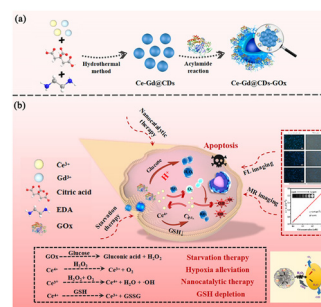 (a)
Hydrothermal
method
Acylamide
reaction
Ce-Gd@CDs
Ce-Gd@CDs-GOx
(b)
Nanocatalytic
therapy
Apoptosis
FL imaging
MR imaging
Starvation
therapy
Glucose
H⁺
GSH
Ce³⁺
Gd³⁺
Citric acid
EDA
GOx
GOx Glucose Gluconic acid + H₂O₂ Starvation therapy
Ce⁴⁺ H₂O₂ Ce³⁺ + O₂ Hypoxia alleviation
Ce³⁺ H₂O₂ + O₂ Ce⁴⁺ + H₂O + ·OH Nanocatalytic therapy
Ce⁴⁺ GSH Ce³⁺ + GSSG GSH depletion